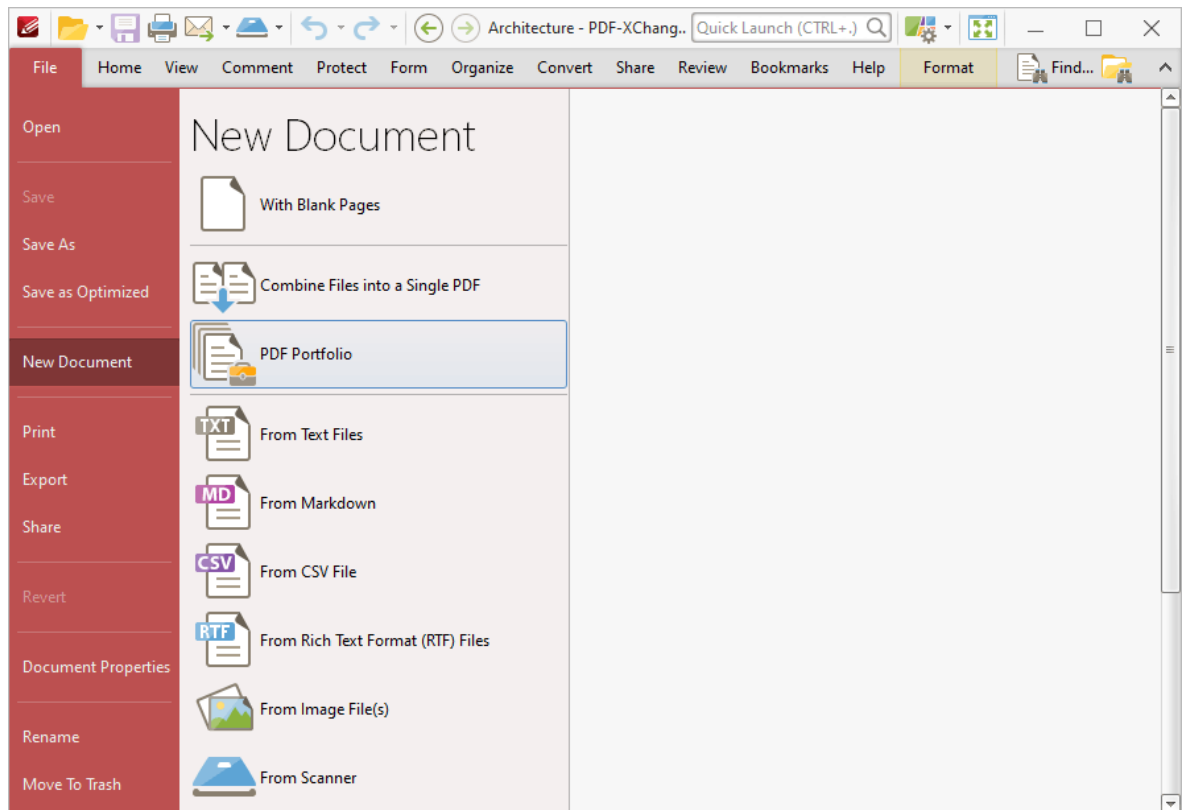 Architecture - PDF-XChang.. Quick Launch (CTRL+.)
File Home View Comment Protect Form Organize Convert Share Review Bookmarks Help Format Find...
Open
Save
Save As
Save as Optimized
New Document
Print
Export
Share
Revert
Document Properties
Rename
Move To Trash
New Document
With Blank Pages
Combine Files into a Single PDF
PDF Portfolio
TXT From Text Files
MD From Markdown
CSV From CSV File
RTF From Rich Text Format (RTF) Files
From Image File(s)
From Scanner